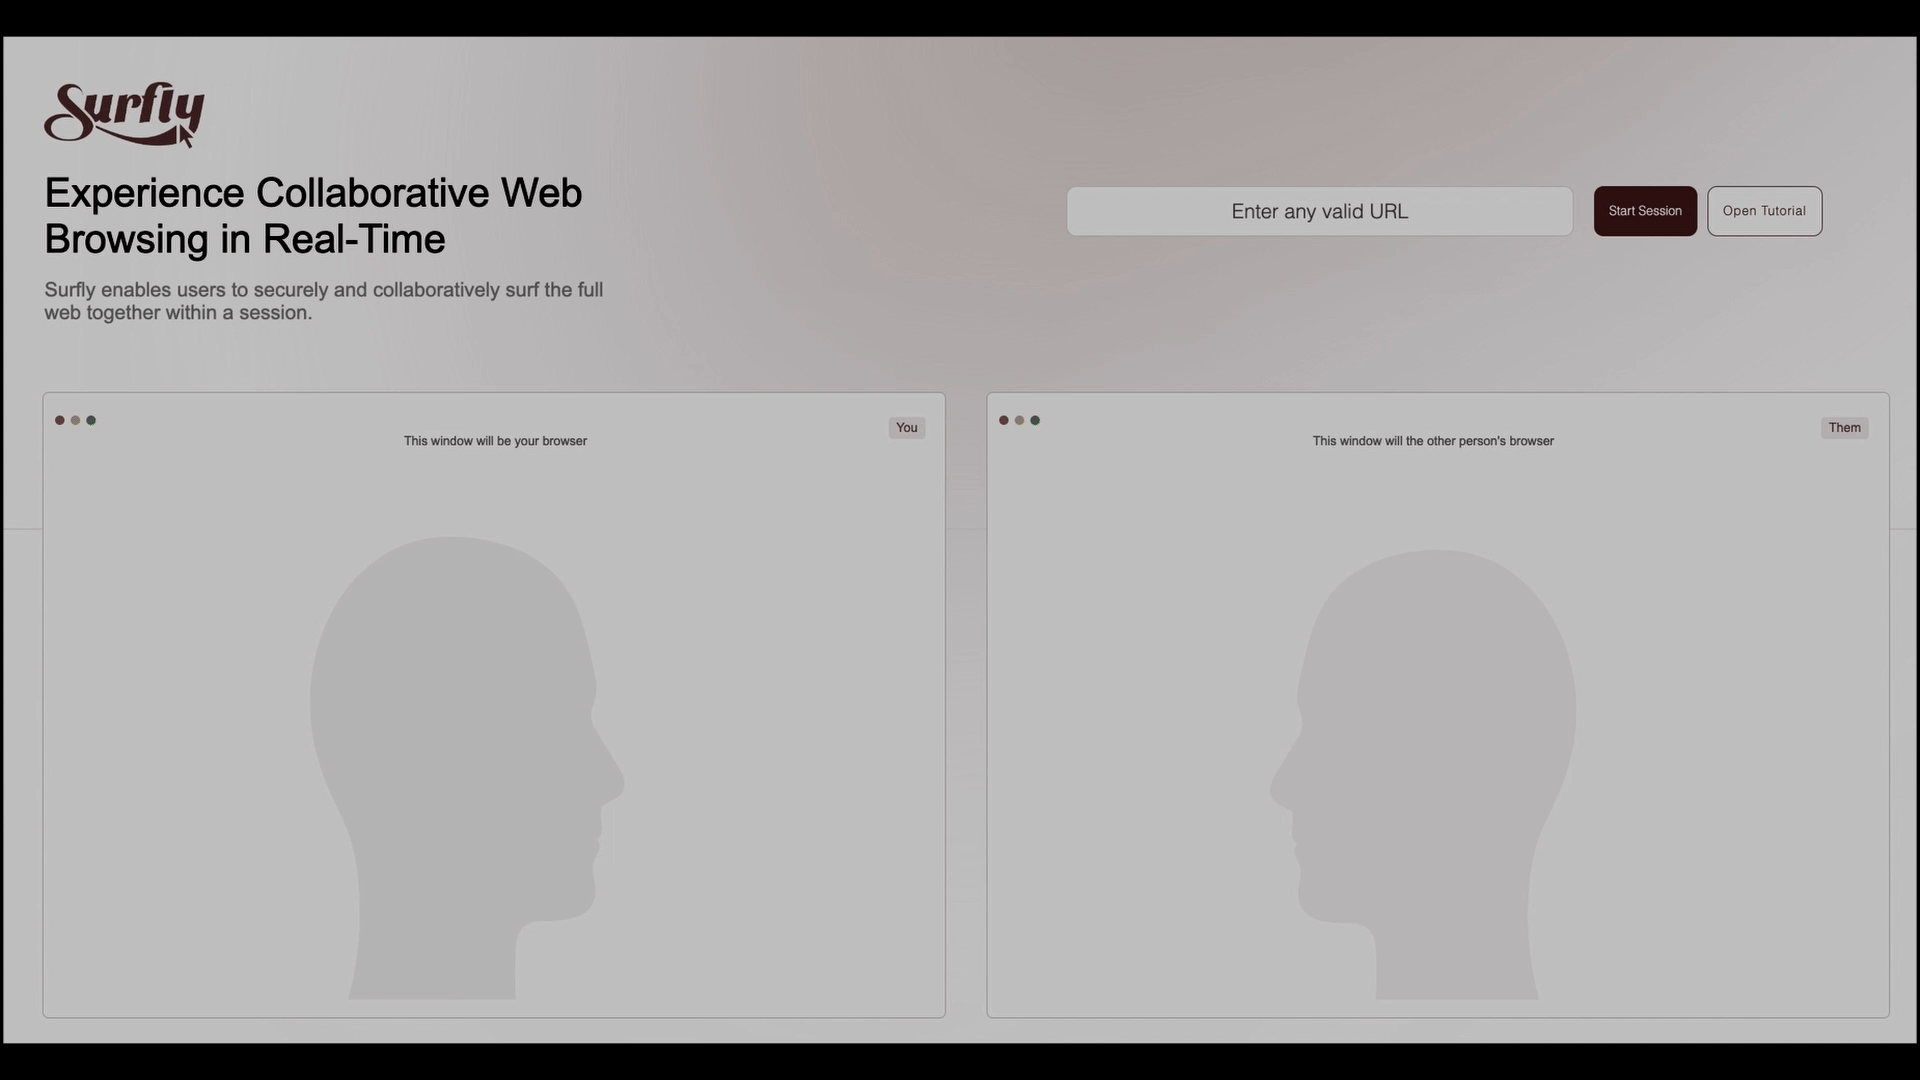 Surfly
Experience Collaborative Web
Browsing in Real-Time
Surfly enables users to securely and collaboratively surf the full
web together within a session.
Enter any valid URL
Start Session
Open Tutorial
This window will be your browser
You
This window will the other person's browser
Them